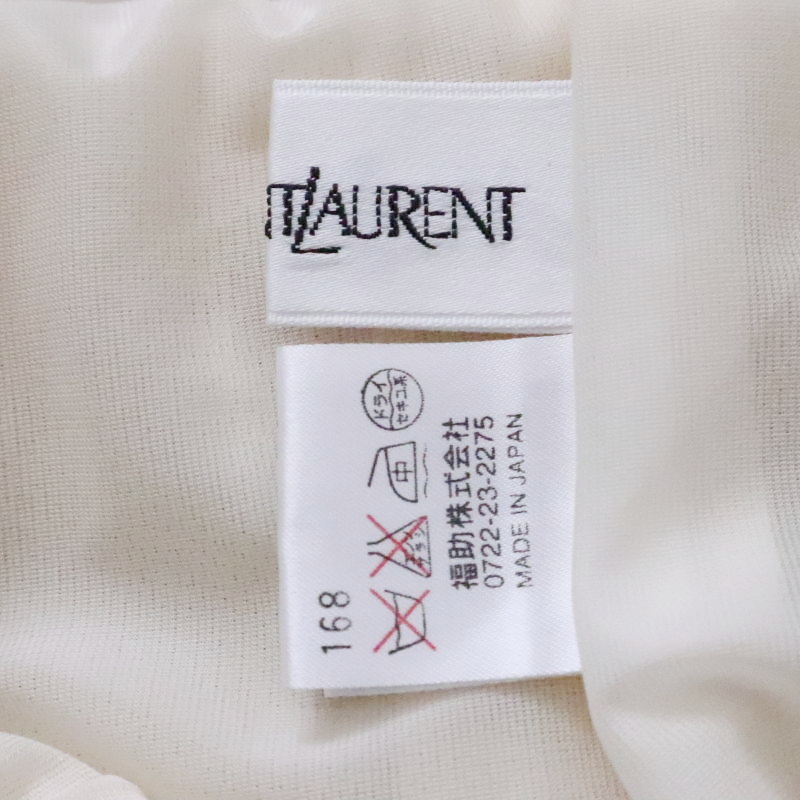 TLAURENT
168
ドライ
セキユ系
中
福助株式会社
0722-23-2275
MADE IN JAPAN